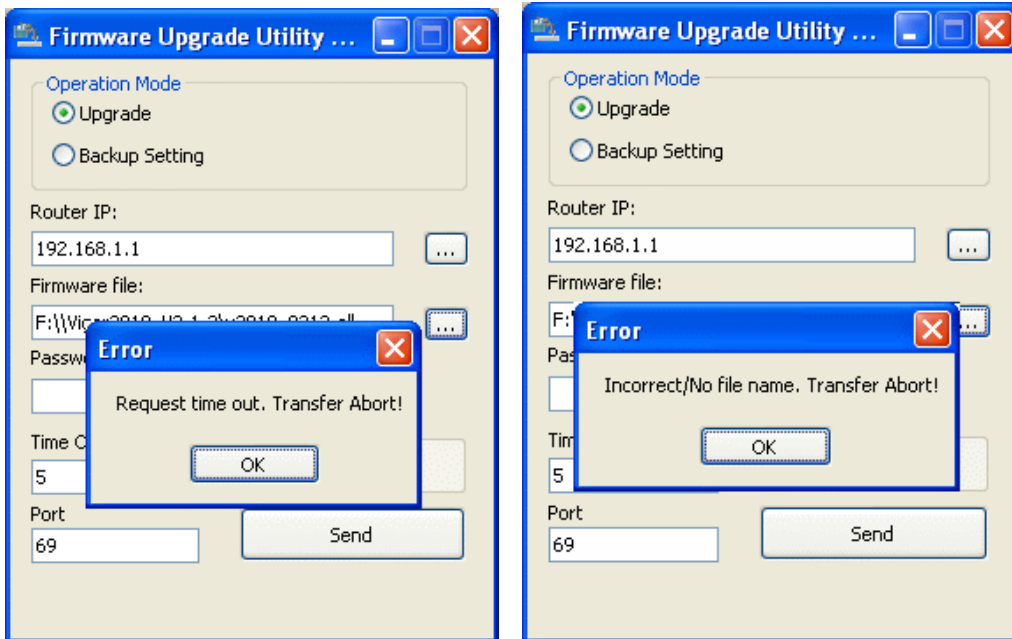 Firmware Upgrade Utility ...
Operation Mode
Upgrade
Backup Setting
Router IP:
192.168.1.1
...
Firmware file:
...
Error
Request time out. Transfer Abort!
OK
5
Port
69
Send
Firmware Upgrade Utility ...
Operation Mode
Upgrade
Backup Setting
Router IP:
192.168.1.1
...
Firmware file:
Error
Incorrect/No file name. Transfer Abort!
OK
5
Port
69
Send